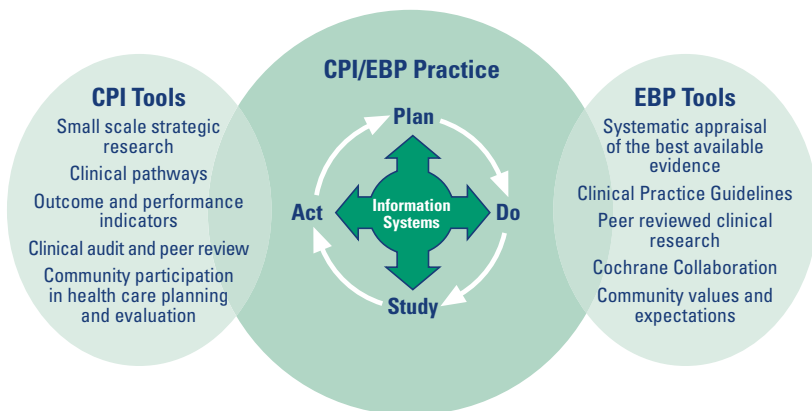 CPI/EBP Practice
CPI Tools
Small scale strategic
research
Clinical pathways
Outcome and performance
indicators
Clinical audit and peer review
Community participation
in health care planning
and evaluation
Plan
Act
Information
Systems
Do
Study
EBP Tools
Systematic appraisal
of the best available
evidence
Clinical Practice Guidelines
Peer reviewed clinical
research
Cochrane Collaboration
Community values and
expectations